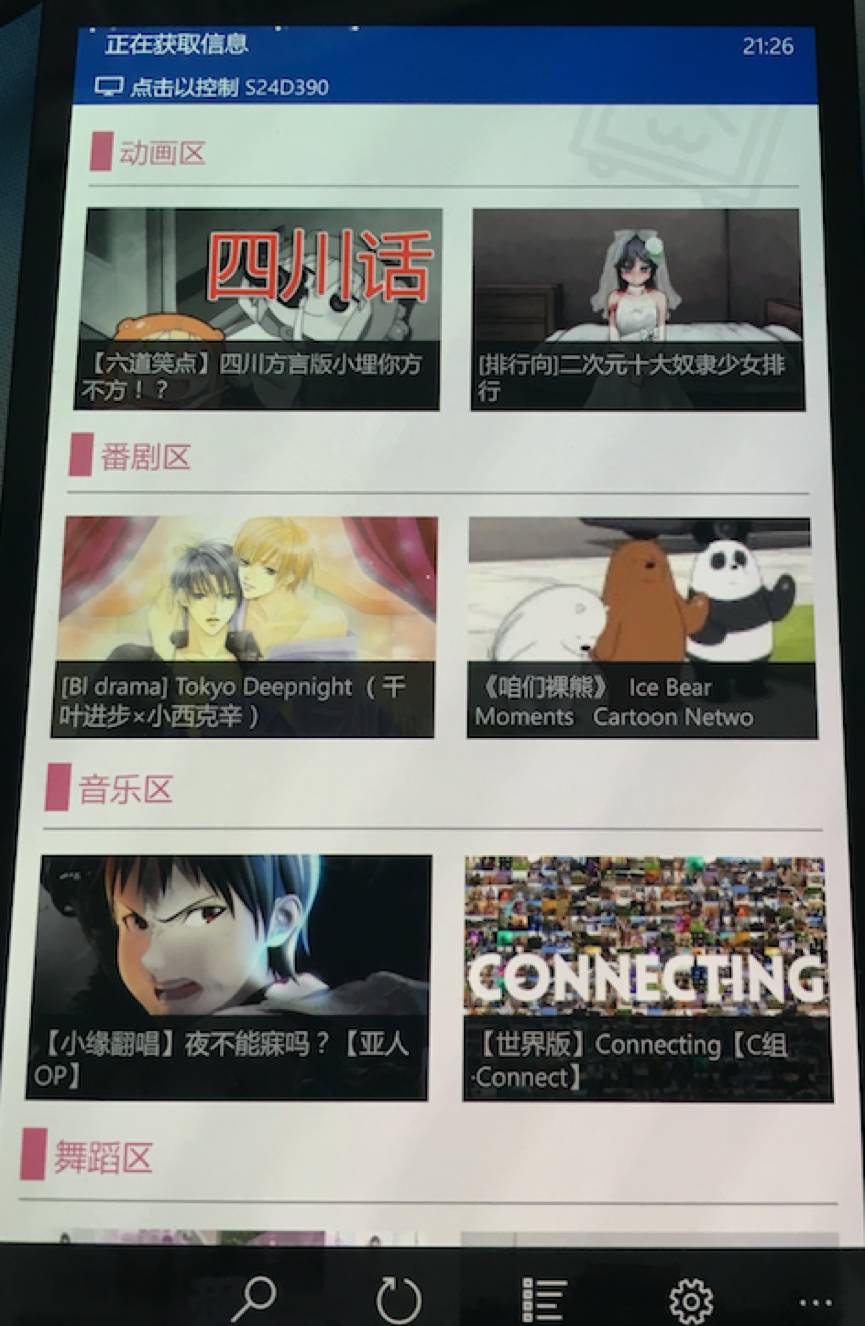 正在获取信息
21:26
点击以控制 S24D390
动画区
四川话
【六道笑点】四川方言版小埋你方
不方！？
[排行向]二次元十大奴隶少女排
行
番剧区
[Bl drama] Tokyo Deepnight（千
叶进步×小西克辛）
《咱们裸熊》 Ice Bear
Moments Cartoon Netwo
音乐区
【小缘翻唱】夜不能寐吗？【亚人
OP】
CONNECTING
【世界版】Connecting【C组
·Connect】
舞蹈区